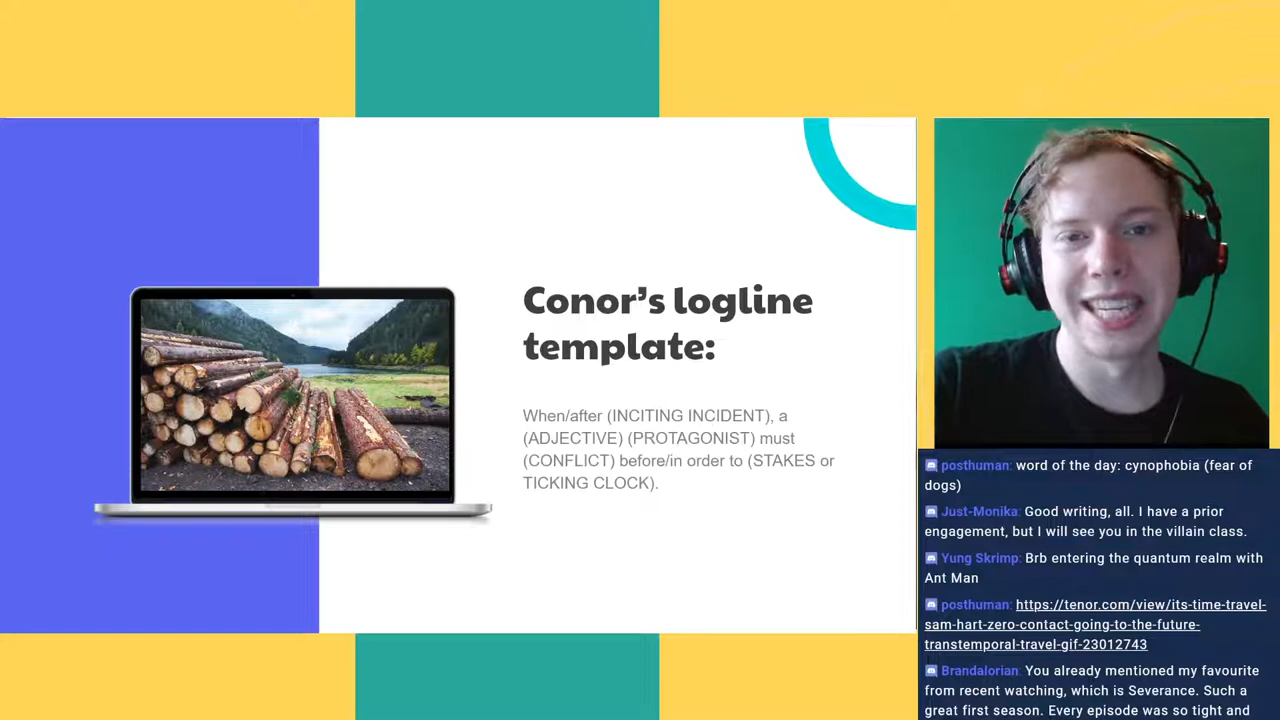 Conor’s logline
template:
When/after (INCITING INCIDENT), a
(ADJECTIVE) (PROTAGONIST) must
(CONFLICT) before/in order to (STAKES or
TICKING CLOCK).
posthuman: word of the day: cynophobia (fear of
dogs)
Just-Monika: Good writing, all. I have a prior
engagement, but I will see you in the villain class.
Yung Skrimp: Brb entering the quantum realm with
Ant Man
posthuman: https://tenor.com/view/its-time-travel-
sam-hart-zero-contact-going-to-the-future-
transtemporal-travel-gif-23012743
Brandalorian: You already mentioned my favourite
from recent watching, which is Severance. Such a
great first season. Every episode was so tight and